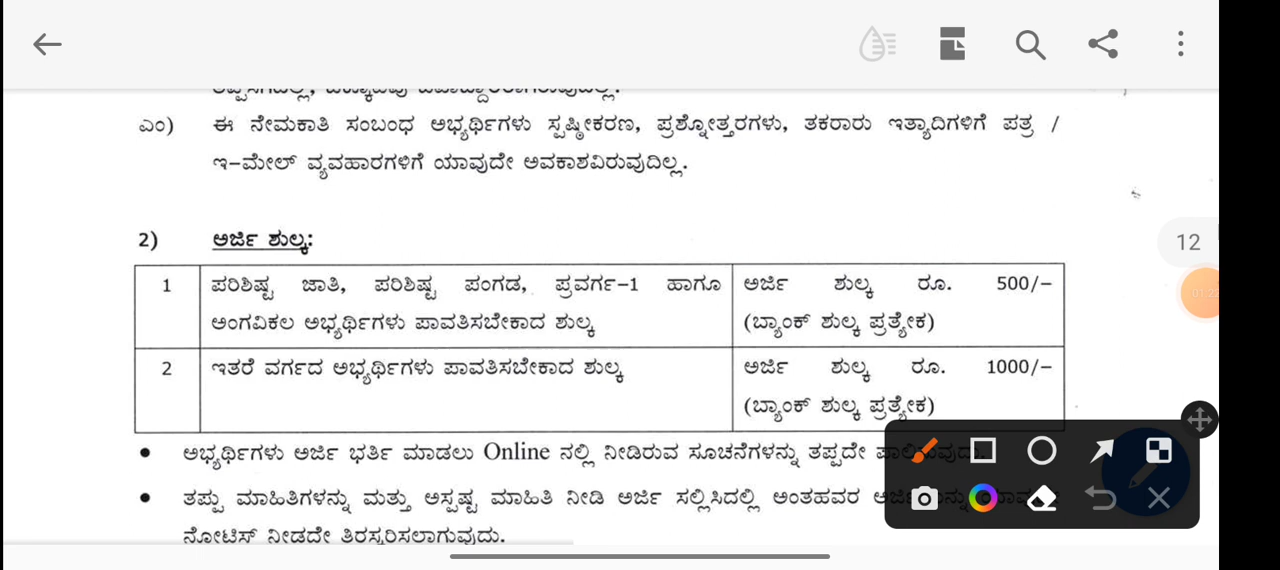 ಎಂ) ಈ ನೇಮಕಾತಿ ಸಂಬಂಧ ಅಭ್ಯರ್ಥಿಗಳು ಸ್ಪಷ್ಠೀಕರಣ, ಪ್ರಶ್ನೋತ್ತರಗಳು, ತಕರಾರು ಇತ್ಯಾದಿಗಳಿಗೆ ಪತ್ರ /
ಇ-ಮೇಲ್ ವ್ಯವಹಾರಗಳಿಗೆ ಯಾವುದೇ ಅವಕಾಶವಿರುವುದಿಲ್ಲ.
2) ಅರ್ಜಿ ಶುಲ್ಕ:
12
1 ಪರಿಶಿಷ್ಟ ಜಾತಿ, ಪರಿಶಿಷ್ಟ ಪಂಗಡ, ಪ್ರವರ್ಗ-1 ಹಾಗೂ ಅರ್ಜಿ ಶುಲ್ಕ ರೂ. 500/-
ಅಂಗವಿಕಲ ಅಭ್ಯರ್ಥಿಗಳು ಪಾವತಿಸಬೇಕಾದ ಶುಲ್ಕ (ಬ್ಯಾಂಕ್ ಶುಲ್ಕ ಪ್ರತ್ಯೇಕ)
2 ಇತರೆ ವರ್ಗದ ಅಭ್ಯರ್ಥಿಗಳು ಪಾವತಿಸಬೇಕಾದ ಶುಲ್ಕ ಅರ್ಜಿ ಶುಲ್ಕ ರೂ. 1000/-
(ಬ್ಯಾಂಕ್ ಶುಲ್ಕ ಪ್ರತ್ಯೇಕ)
• ಅಭ್ಯರ್ಥಿಗಳು ಅರ್ಜಿ ಭರ್ತಿ ಮಾಡಲು Online ನಲ್ಲಿ ನೀಡಿರುವ ಸೂಚನೆಗಳನ್ನು ತಪ್ಪದೇ ಪಾಲಿಸುವುದು.
• ತಪ್ಪು ಮಾಹಿತಿಗಳನ್ನು ಮತ್ತು ಅಸ್ಪಷ್ಟ ಮಾಹಿತಿ ನೀಡಿ ಅರ್ಜಿ ಸಲ್ಲಿಸಿದಲ್ಲಿ ಅಂತಹವರ
ನೋಟಿಸ್ ನೀಡದೇ ತಿರಸ್ಕರಿಸಲಾಗುವುದು.